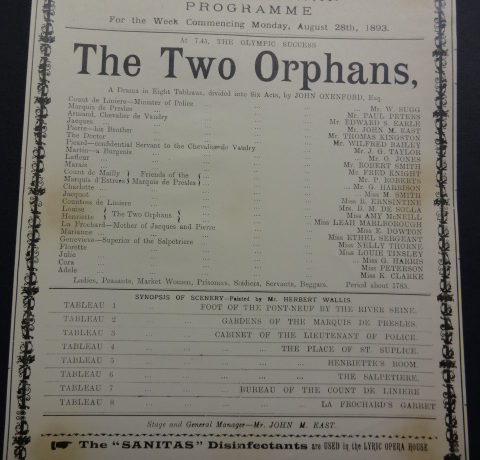 PROGRAMME
For the Week Commencing Monday, August 28th, 1893.
At 7.45, THE OLYMPIC SUCCESS
The Two Orphans,
A Drama in Eight Tableaux, divided into Six Acts, by JOHN OXENFORD, Esq.
Count de Liniere—Minister of Police ... Mr. W. SUGG
Marquis de Presles ... Mr. PAUL PETERS
Armand, Chevalier de Vaudry ... Mr. EDWARD S. EARLE
Jacques ... Mr. JOHN M. EAST
Pierre—his Brother ... Mr. THOMAS KINGSTON
The Doctor ... Mr. WILFRED BAILEY
Picard—confidential Servant to the Chevalier de Vaudry ... Mr. J. G. TAYLOR
Martin—a Burgeois ... Mr. O. JONES
Lafleur ... Mr. ROBERT SMITH
Marais ... Mr. FRED KNIGHT
Count de Mailly } Friends of the { ... Mr. P. ROBERTS
Marquis d'Estrees } Marquis de Presles { ... Mr. G. HARRISON
Charlotte ... Miss M. SMITH
Jacquot ... Miss B. ERNSTINE
Countess de Liniere ... Mrs. D. M. DE SOLLA
Louise } The Two Orphans { ... Miss AMY McNEILL
Henriette ... Miss LEAH MARLBOROUGH
La Frochard—Mother of Jacques and Pierre ... Miss E. DOWTON
Marianne ... Miss ETHEL SERGEANT
Genevieve—Superior of the Salpetriere ... Miss NELLY THORNE
Florette ... Miss LOUIE TINSLEY
Julie ... Miss G. HARRIS
Cora ... Miss PETERSON
Adele ... Miss K. CLARKE
Ladies, Peasants, Market Women, Prisoners, Soldiers, Servants, Beggars. Period about 1785.
SYNOPSIS OF SCENERY—Painted by Mr. HERBERT WALLIS.
TABLEAU 1 ... FOOT OF THE PONT-NEUF BY THE RIVER SEINE.
TABLEAU 2 ... GARDENS OF THE MARQUIS DE PRESLES.
TABLEAU 3 ... CABINET OF THE LIEUTENANT OF POLICE.
TABLEAU 4 ... THE PLACE OF ST. SUPLICE.
TABLEAU 5 ... HENRIETTE'S ROOM.
TABLEAU 6 ... THE SALPETIERE.
TABLEAU 7 ... BUREAU OF THE COUNT DE LINIERE
TABLEAU 8 ... LA FROCHARD'S GARRET
Stage and General Manager—Mr. JOHN M. EAST.
The "SANITAS" Disinfectants are USED in the LYRIC OPERA HOUSE